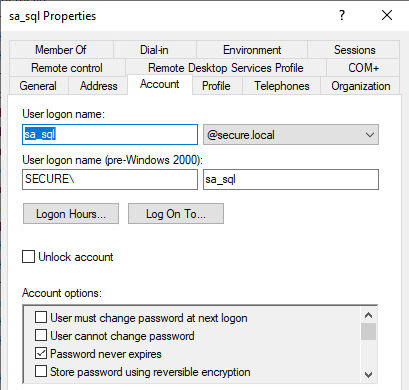 sa_sql Properties
Member Of Dial-in Environment Sessions
Remote control Remote Desktop Services Profile COM+
General Address Account Profile Telephones Organization
User logon name:
sa_sql @secure.local
User logon name (pre-Windows 2000):
SECURE\ sa_sql
Logon Hours... Log On To...
Unlock account
Account options:
User must change password at next logon
User cannot change password
Password never expires
Store password using reversible encryption